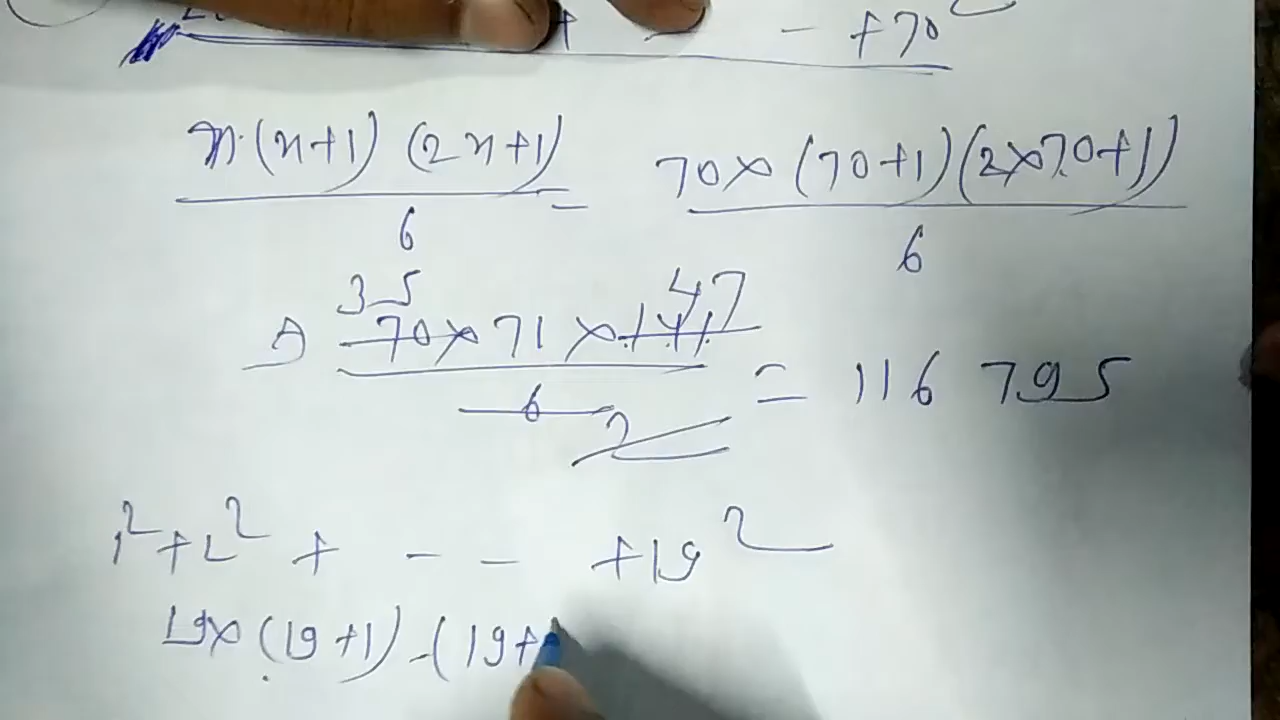 - + 70²
n·(n+1) (2n+1) / 6 = 70×(70+1)(2×70+1) / 6
35 47
⇒ 70×71×141 / 6 = 116795
2
1²+2² + - - +19²
19×(19+1) (19+